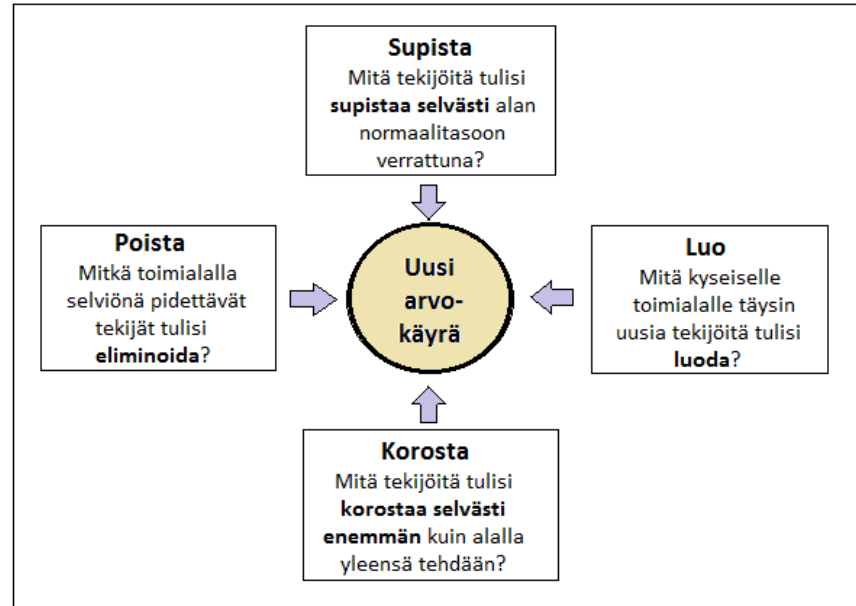 Supista
Mitä tekijöitä tulisi
supistaa selvästi alan
normaalitasoon
verrattuna?
Poista
Mitkä toimialalla
selviönä pidettävät
tekijät tulisi
eliminoida?
Uusi
arvo-
käyrä
Luo
Mitä kyseiselle
toimialalle täysin
uusia tekijöitä tulisi
luoda?
Korosta
Mitä tekijöitä tulisi
korostaa selvästi
enemmän kuin alalla
yleensä tehdään?